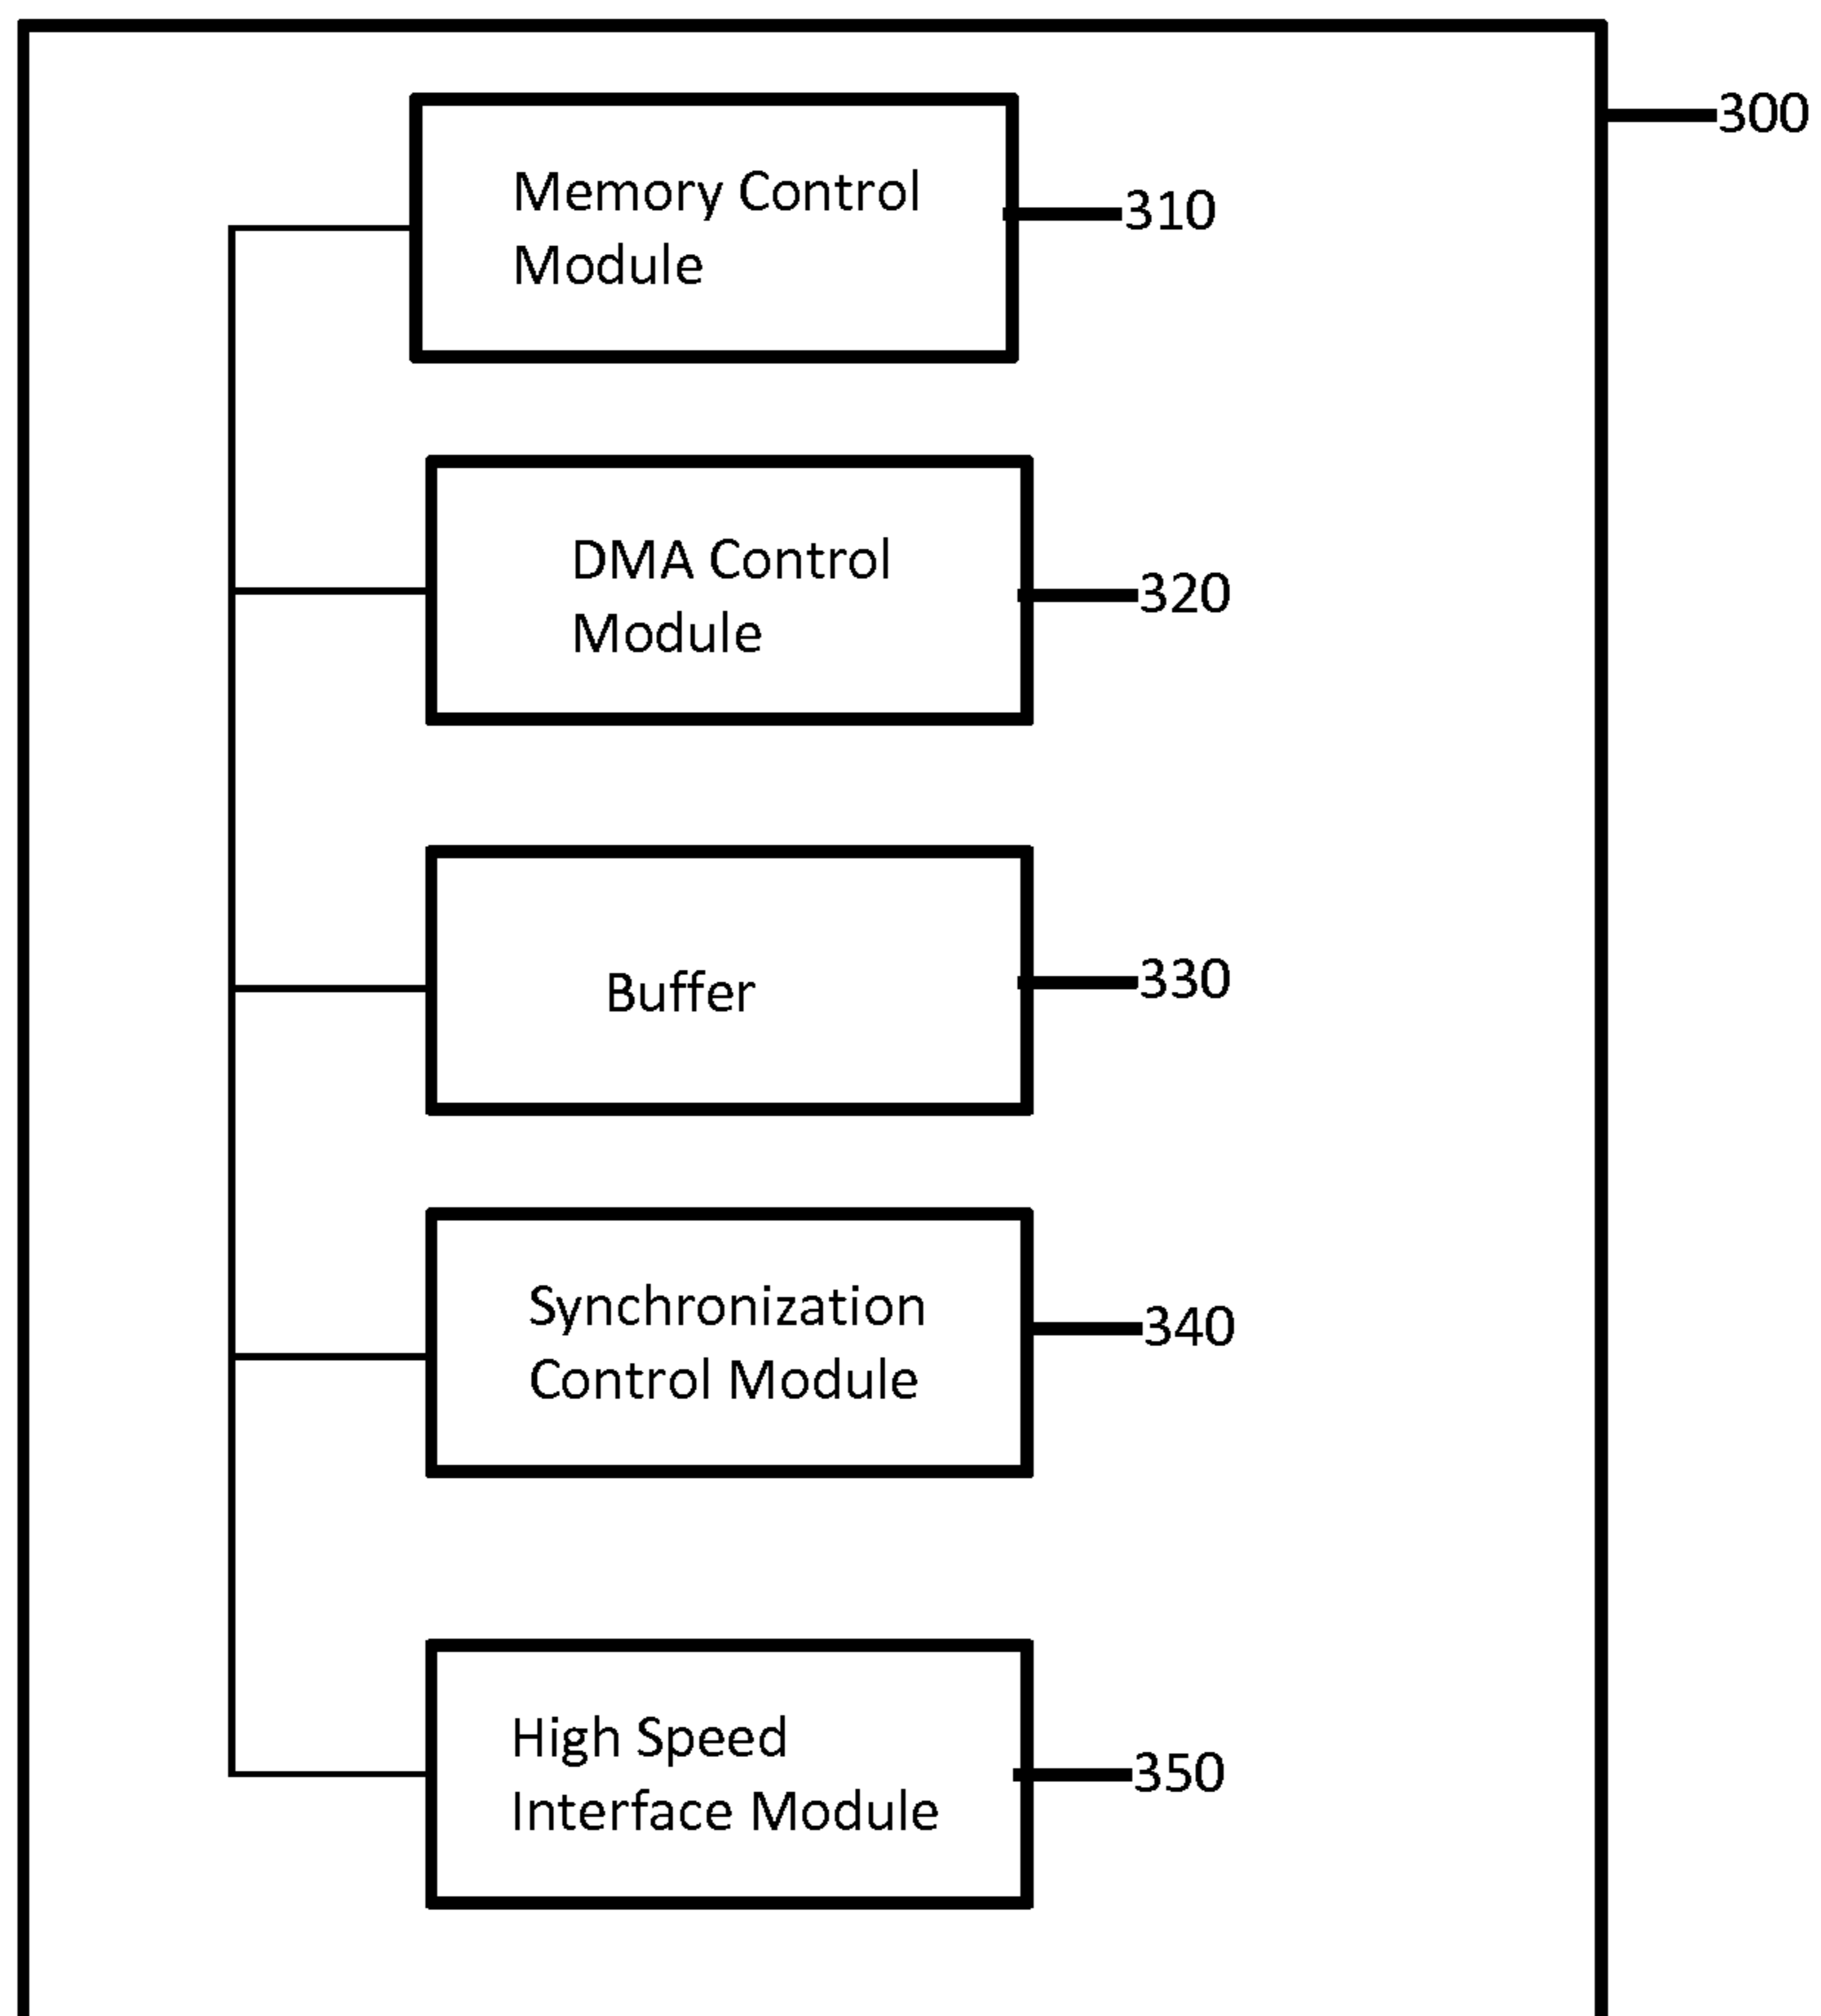 300
Memory Control
Module
310
DMA Control
Module
320
Buffer
330
Synchronization
Control Module
340
High Speed
Interface Module
350